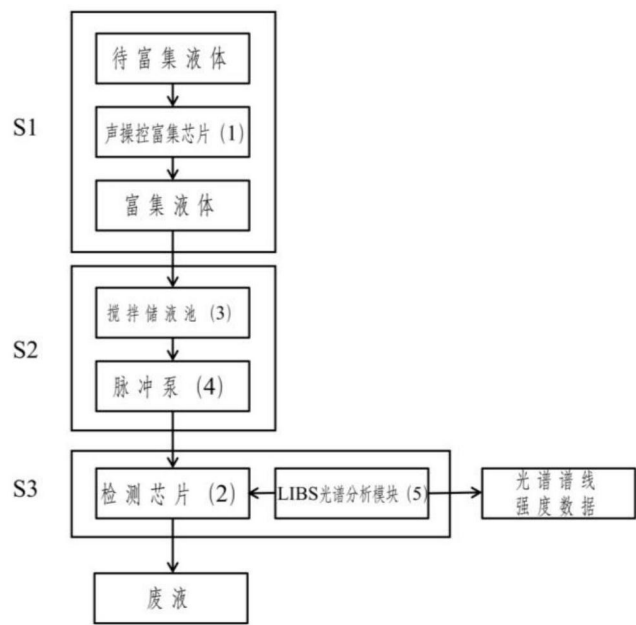 待富集液体
S1
声操控富集芯片 (1)
富集液体
搅拌储液池 (3)
S2
脉冲泵 (4)
S3
检测芯片 (2)
LIBS光谱分析模块 (5)
光谱谱线
强度数据
废液